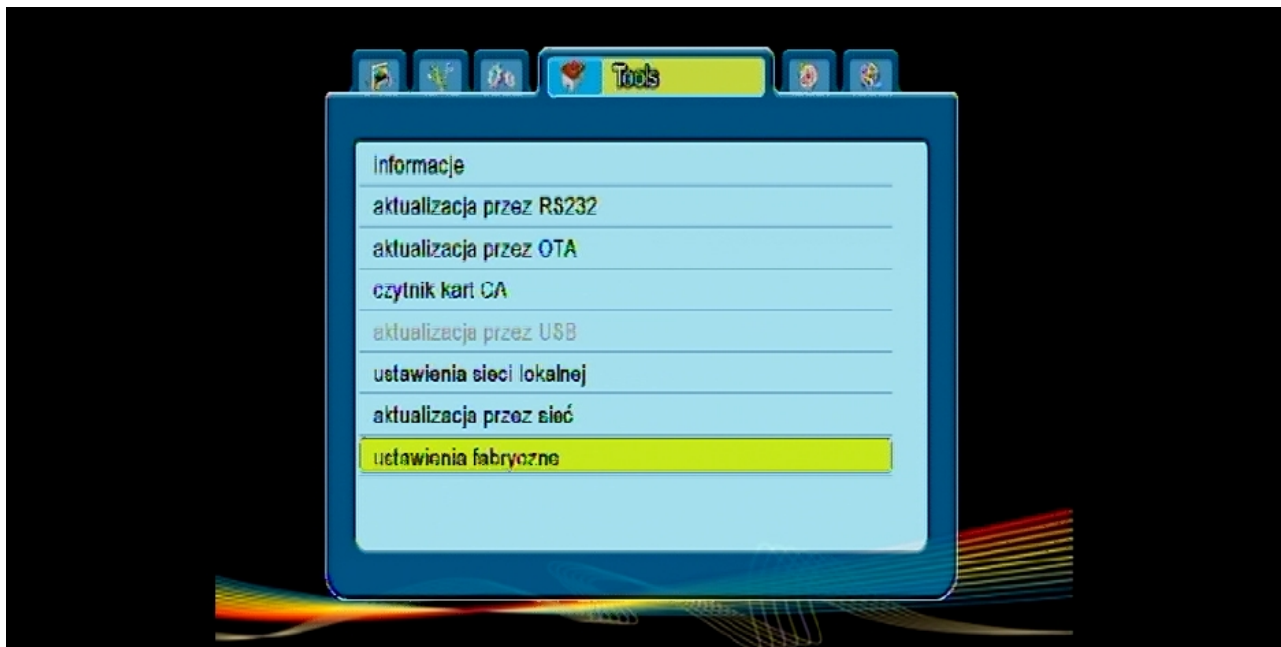 Tools
informacje
aktualizacja przez RS232
aktualizacja przez OTA
czytnik kart CA
aktualizacja przez USB
ustawienia sieci lokalnej
aktualizacja przez sieć
ustawienia fabryczne